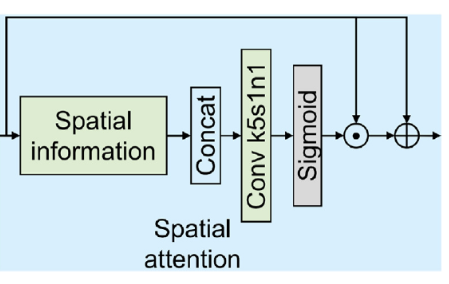 Spatial
information
Concat
Conv k5s1n1
Sigmoid
Spatial
attention